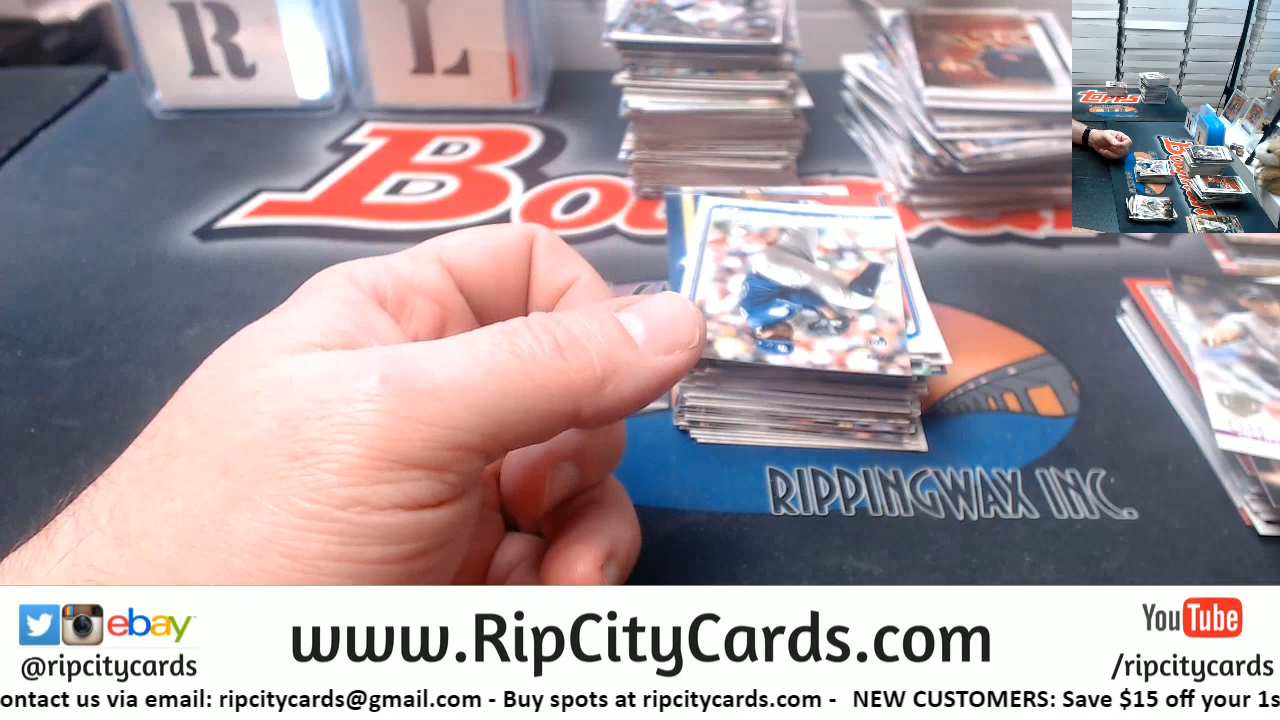 R L
TOPPS
Bowman
RIPPINGWAX INC.
ebay
@ripcitycards
www.RipCityCards.com
YouTube
/ripcitycards
ontact us via email: ripcitycards@gmail.com - Buy spots at ripcitycards.com - NEW CUSTOMERS: Save $15 off your 1s